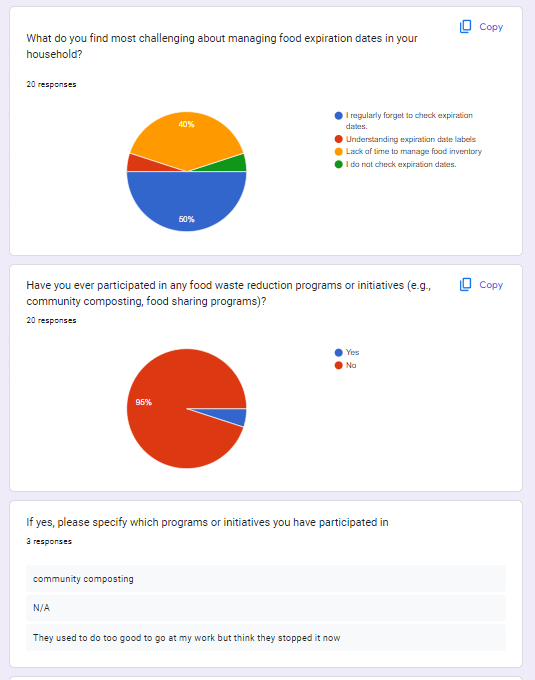 What do you find most challenging about managing food expiration dates in your
household?
Copy
20 responses
40%
50%
I regularly forget to check expiration
dates.
Understanding expiration date labels
Lack of time to manage food inventory
I do not check expiration dates.
Have you ever participated in any food waste reduction programs or initiatives (e.g.,
community composting, food sharing programs)?
Copy
20 responses
95%
Yes
No
If yes, please specify which programs or initiatives you have participated in
3 responses
community composting
N/A
They used to do too good to go at my work but think they stopped it now